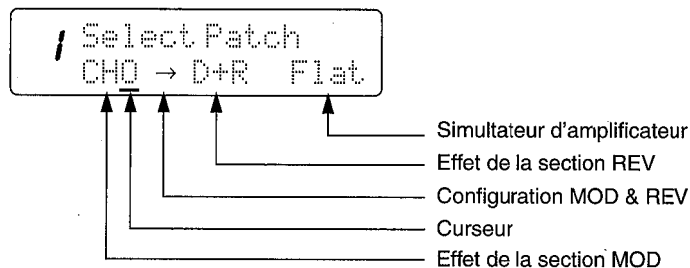 1 Select Patch
CHO → D+R Flat
Simultateur d'amplificateur
Effet de la section REV
Configuration MOD & REV
Curseur
Effet de la section MOD